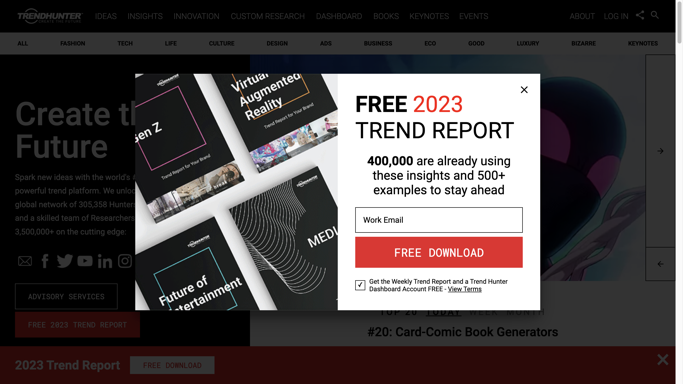 TRENDHUNTER
CREATE THE FUTURE
IDEAS INSIGHTS INNOVATION CUSTOM RESEARCH DASHBOARD BOOKS KEYNOTES EVENTS ABOUT LOG IN
ALL FASHION TECH LIFE CULTURE DESIGN ADS BUSINESS ECO GOOD LUXURY BIZARRE KEYNOTES
Create th
Future
Spark new ideas with the world's
powerful trend platform. We unlo
global network of 305,358 Hunter
and a skilled team of Researchers
3,500,000+ on the cutting edge.
ADVISORY SERVICES
FREE 2023 TREND REPORT
TRENDHUNTER
Virtual
Augmented
Reality
Trend Report for Your Brand
Gen Z
Trend Report for Your Brand
TRENDHUNTER
MEDI
TRENDHUNTER
Future of
Entertainment
FREE 2023
TREND REPORT
400,000 are already using
these insights and 500+
examples to stay ahead
Work Email
FREE DOWNLOAD
Get the Weekly Trend Report and a Trend Hunter
Dashboard Account FREE - View Terms
TOP 20 TODAY WEEK MONTH
#20: Card-Comic Book Generators
2023 Trend Report FREE DOWNLOAD